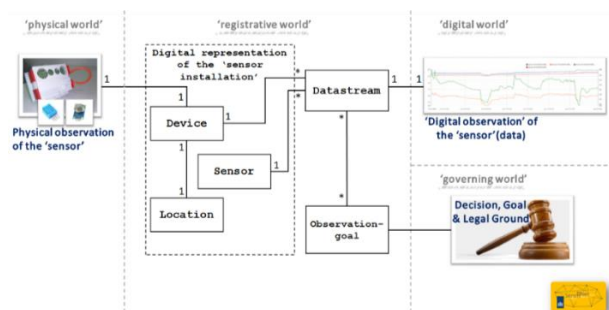 'physical world'
'registrative world'
'digital world'
Digital representation
of the 'sensor
installation'
1
1
*
*
1
1
Datastream
Device
1
1
Sensor
1
1
Location
*
*
Observation-
goal
Physical observation
of the 'sensor'
'Digital observation' of
the 'sensor'(data)
'governing world'
Decision, Goal
& Legal Ground